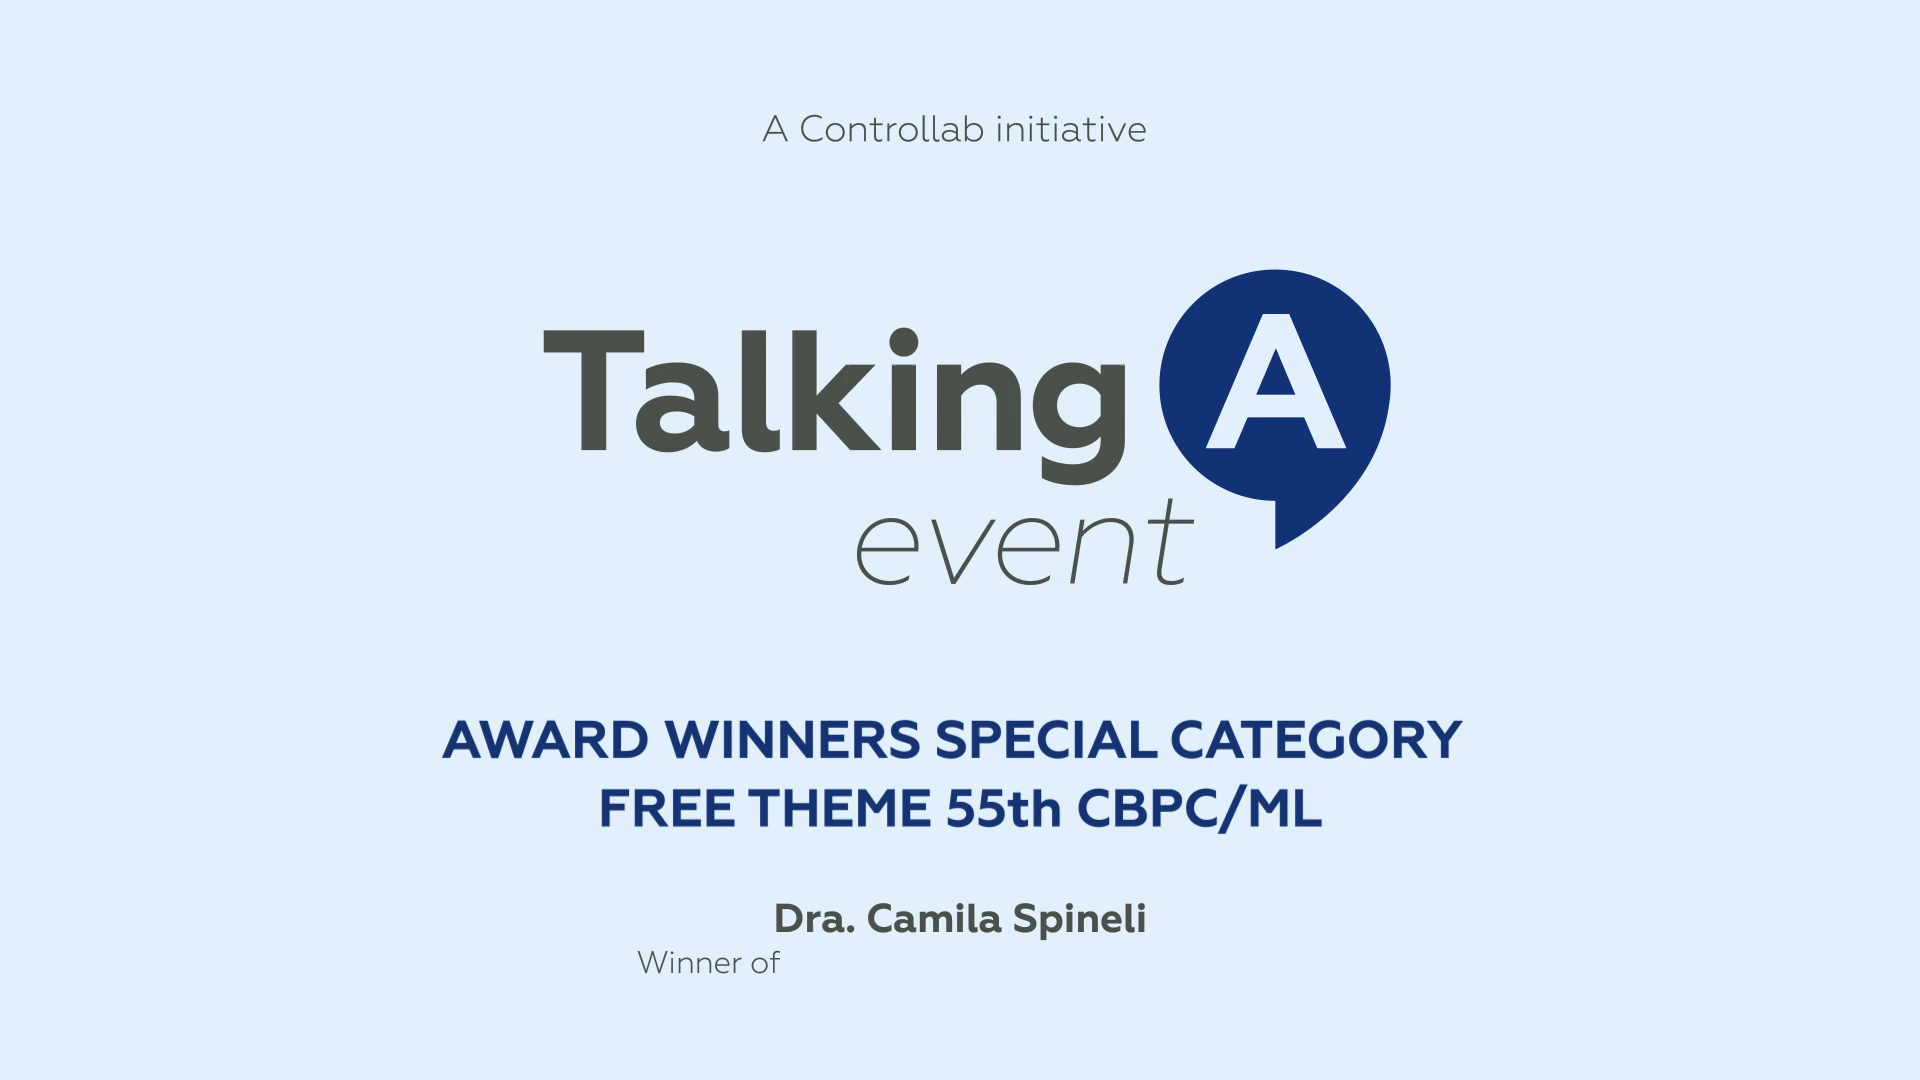 A Controllab initiative
Talking A
event
AWARD WINNERS SPECIAL CATEGORY
FREE THEME 55th CBPC/ML
Dra. Camila Spineli
Winner of